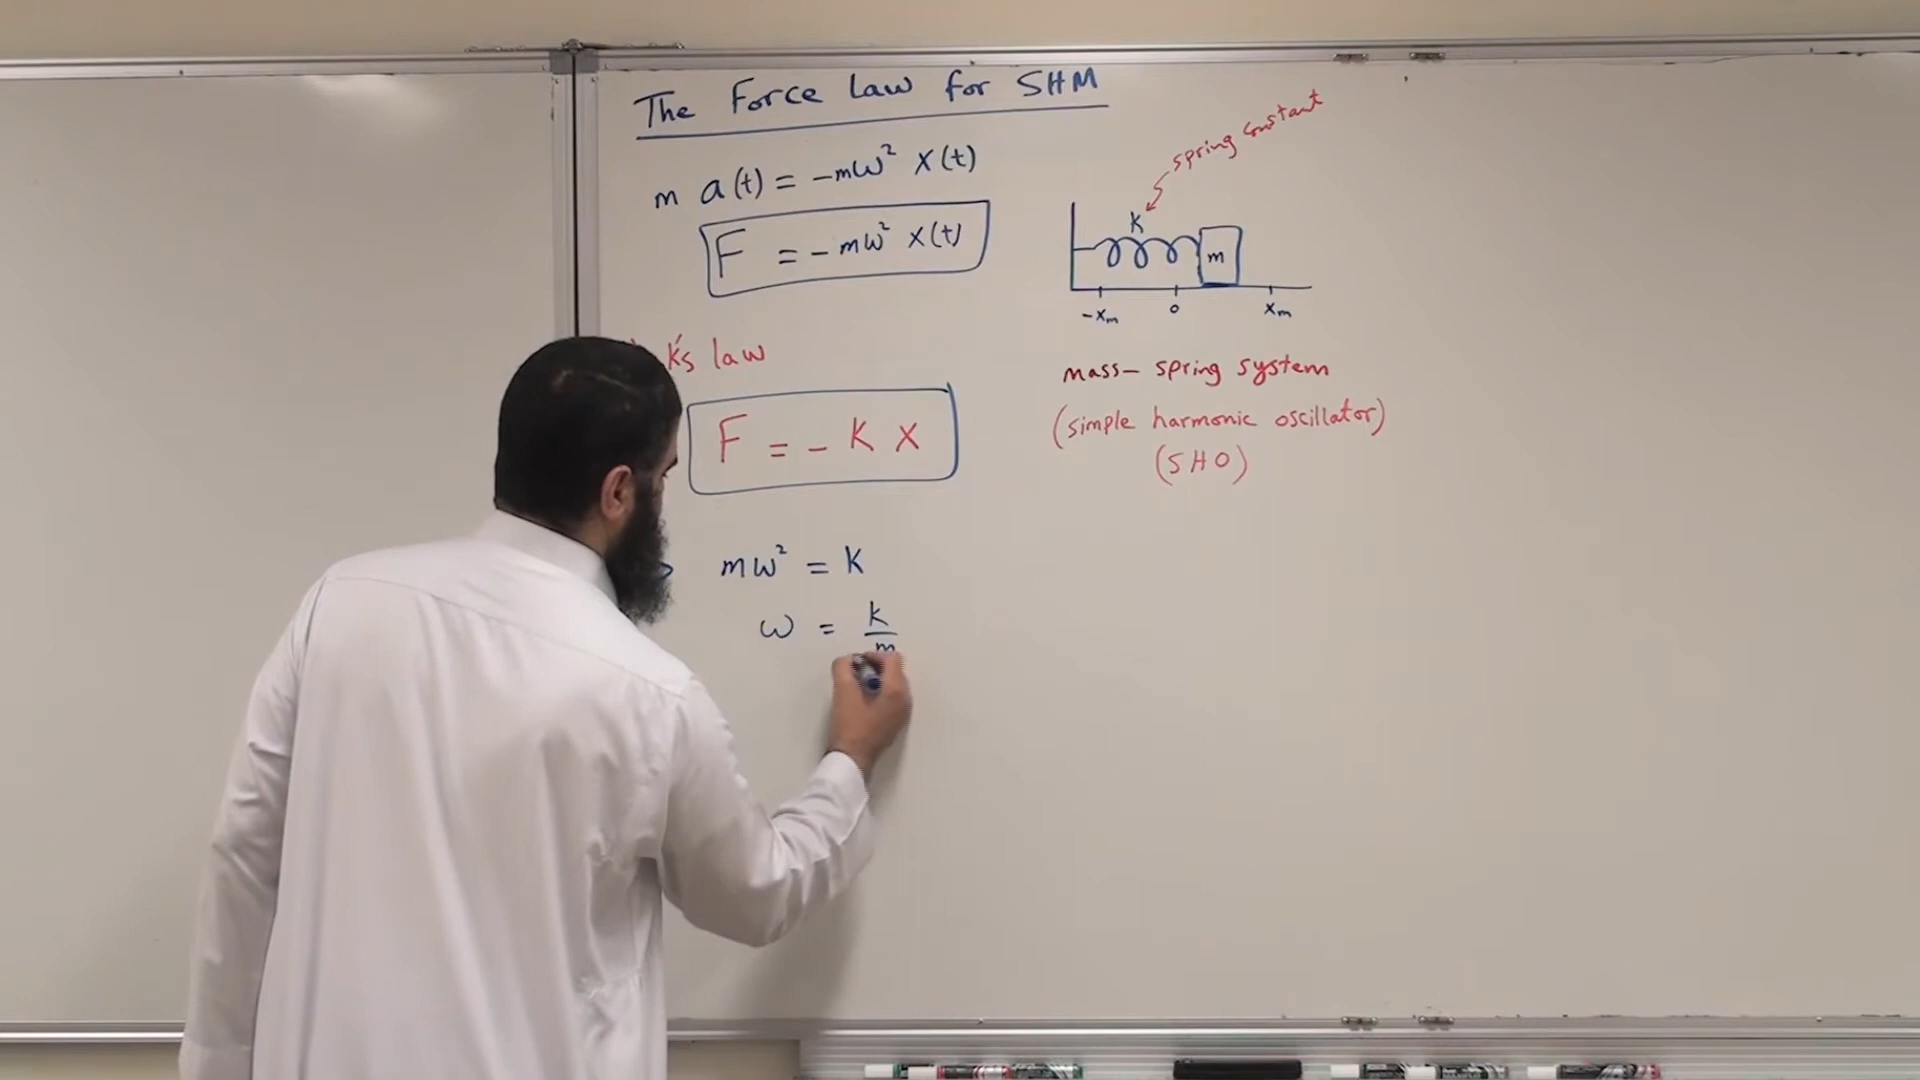 The Force Law for SHM
m a(t) = -mω² x(t)
F = -mω² x(t)
k's law
F = - K x
mω² = K
ω = k/m
spring constant
K
m
-xₘ 0 xₘ
mass- spring system
(simple harmonic oscillator)
(SHO)